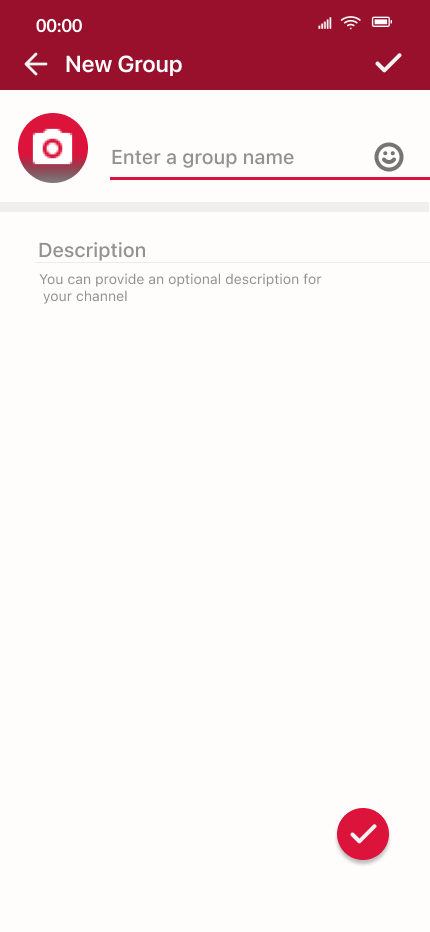 00:00
New Group
Enter a group name
Description
You can provide an optional description for
your channel